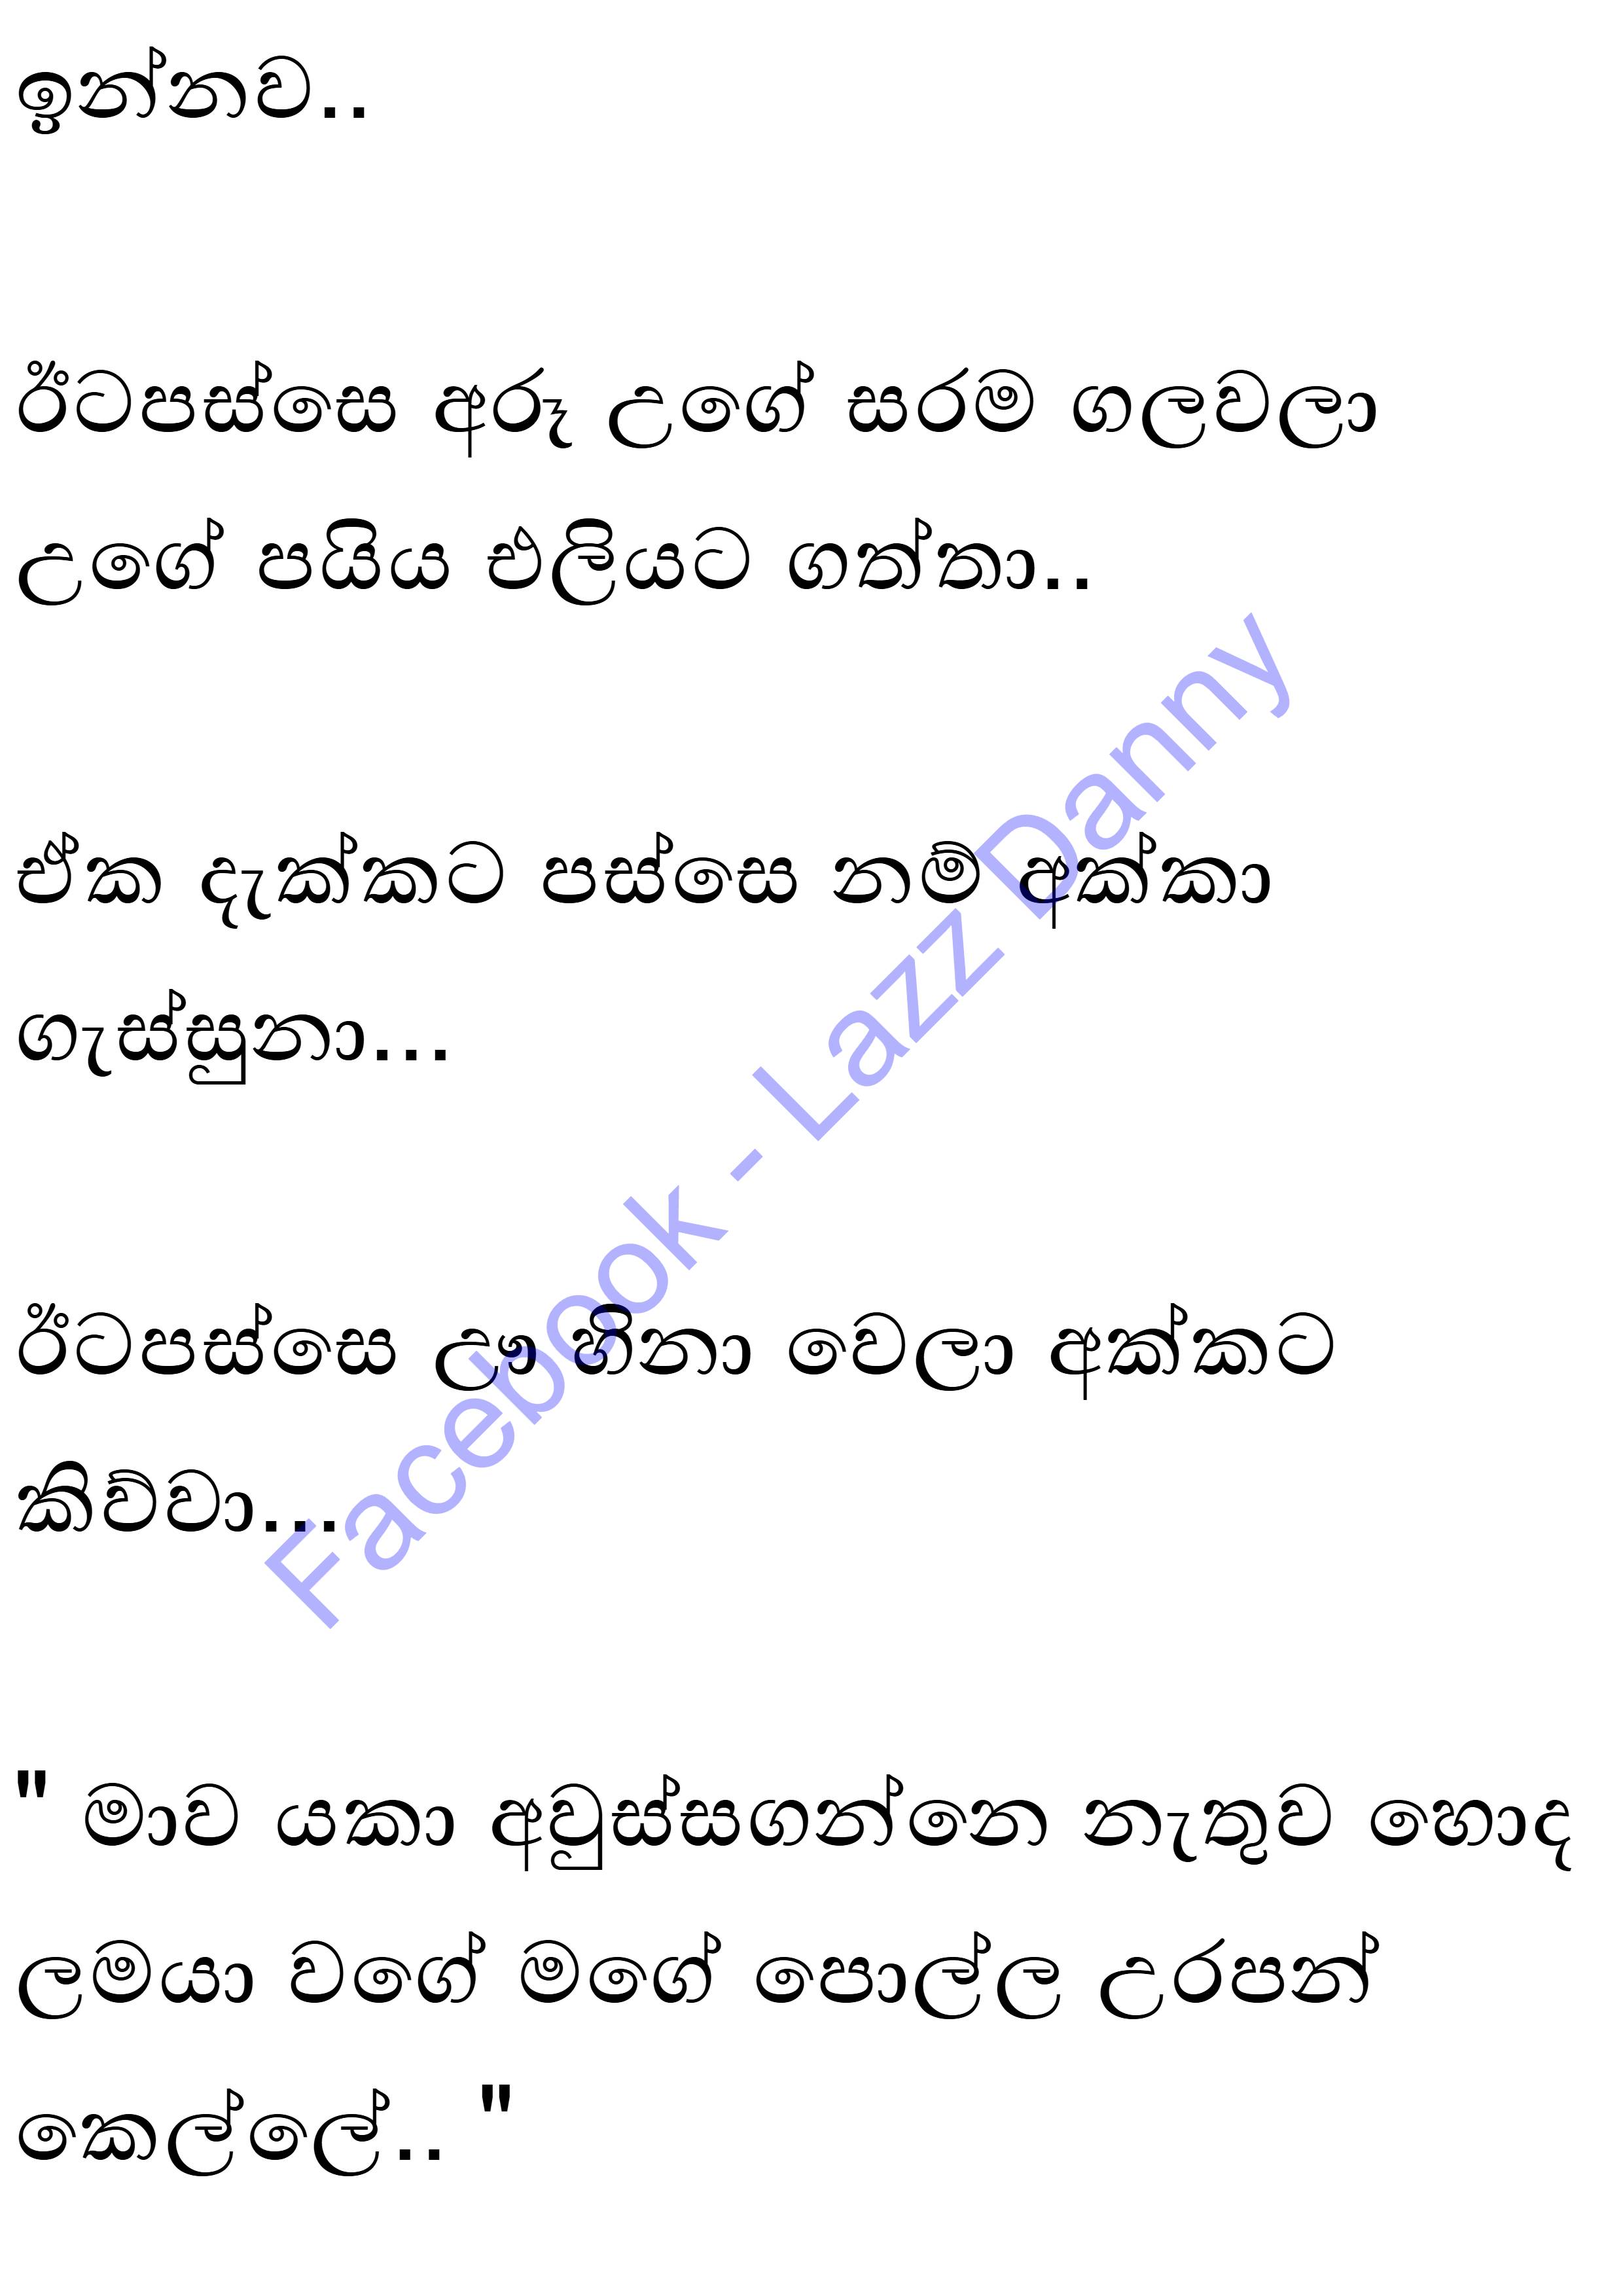 ඉන්නව..
ඊටපස්සෙ අරූ උගේ සරම ගලවලා
උගේ පයිය එලියට ගත්තා..
ඒක දැක්කට පස්සෙ නම් අක්කා
ගැස්සුනා...
ඊටපස්සෙ ඌ හිනා වෙලා අක්කට
කිව්වා...
" මාව යකා අවුස්සගන්නෙ නැතුව හොද
ලමයා වගේ මගේ පොල්ල උරපන්
කෙල්ලේ.. "
Facebook - Lazz Danny